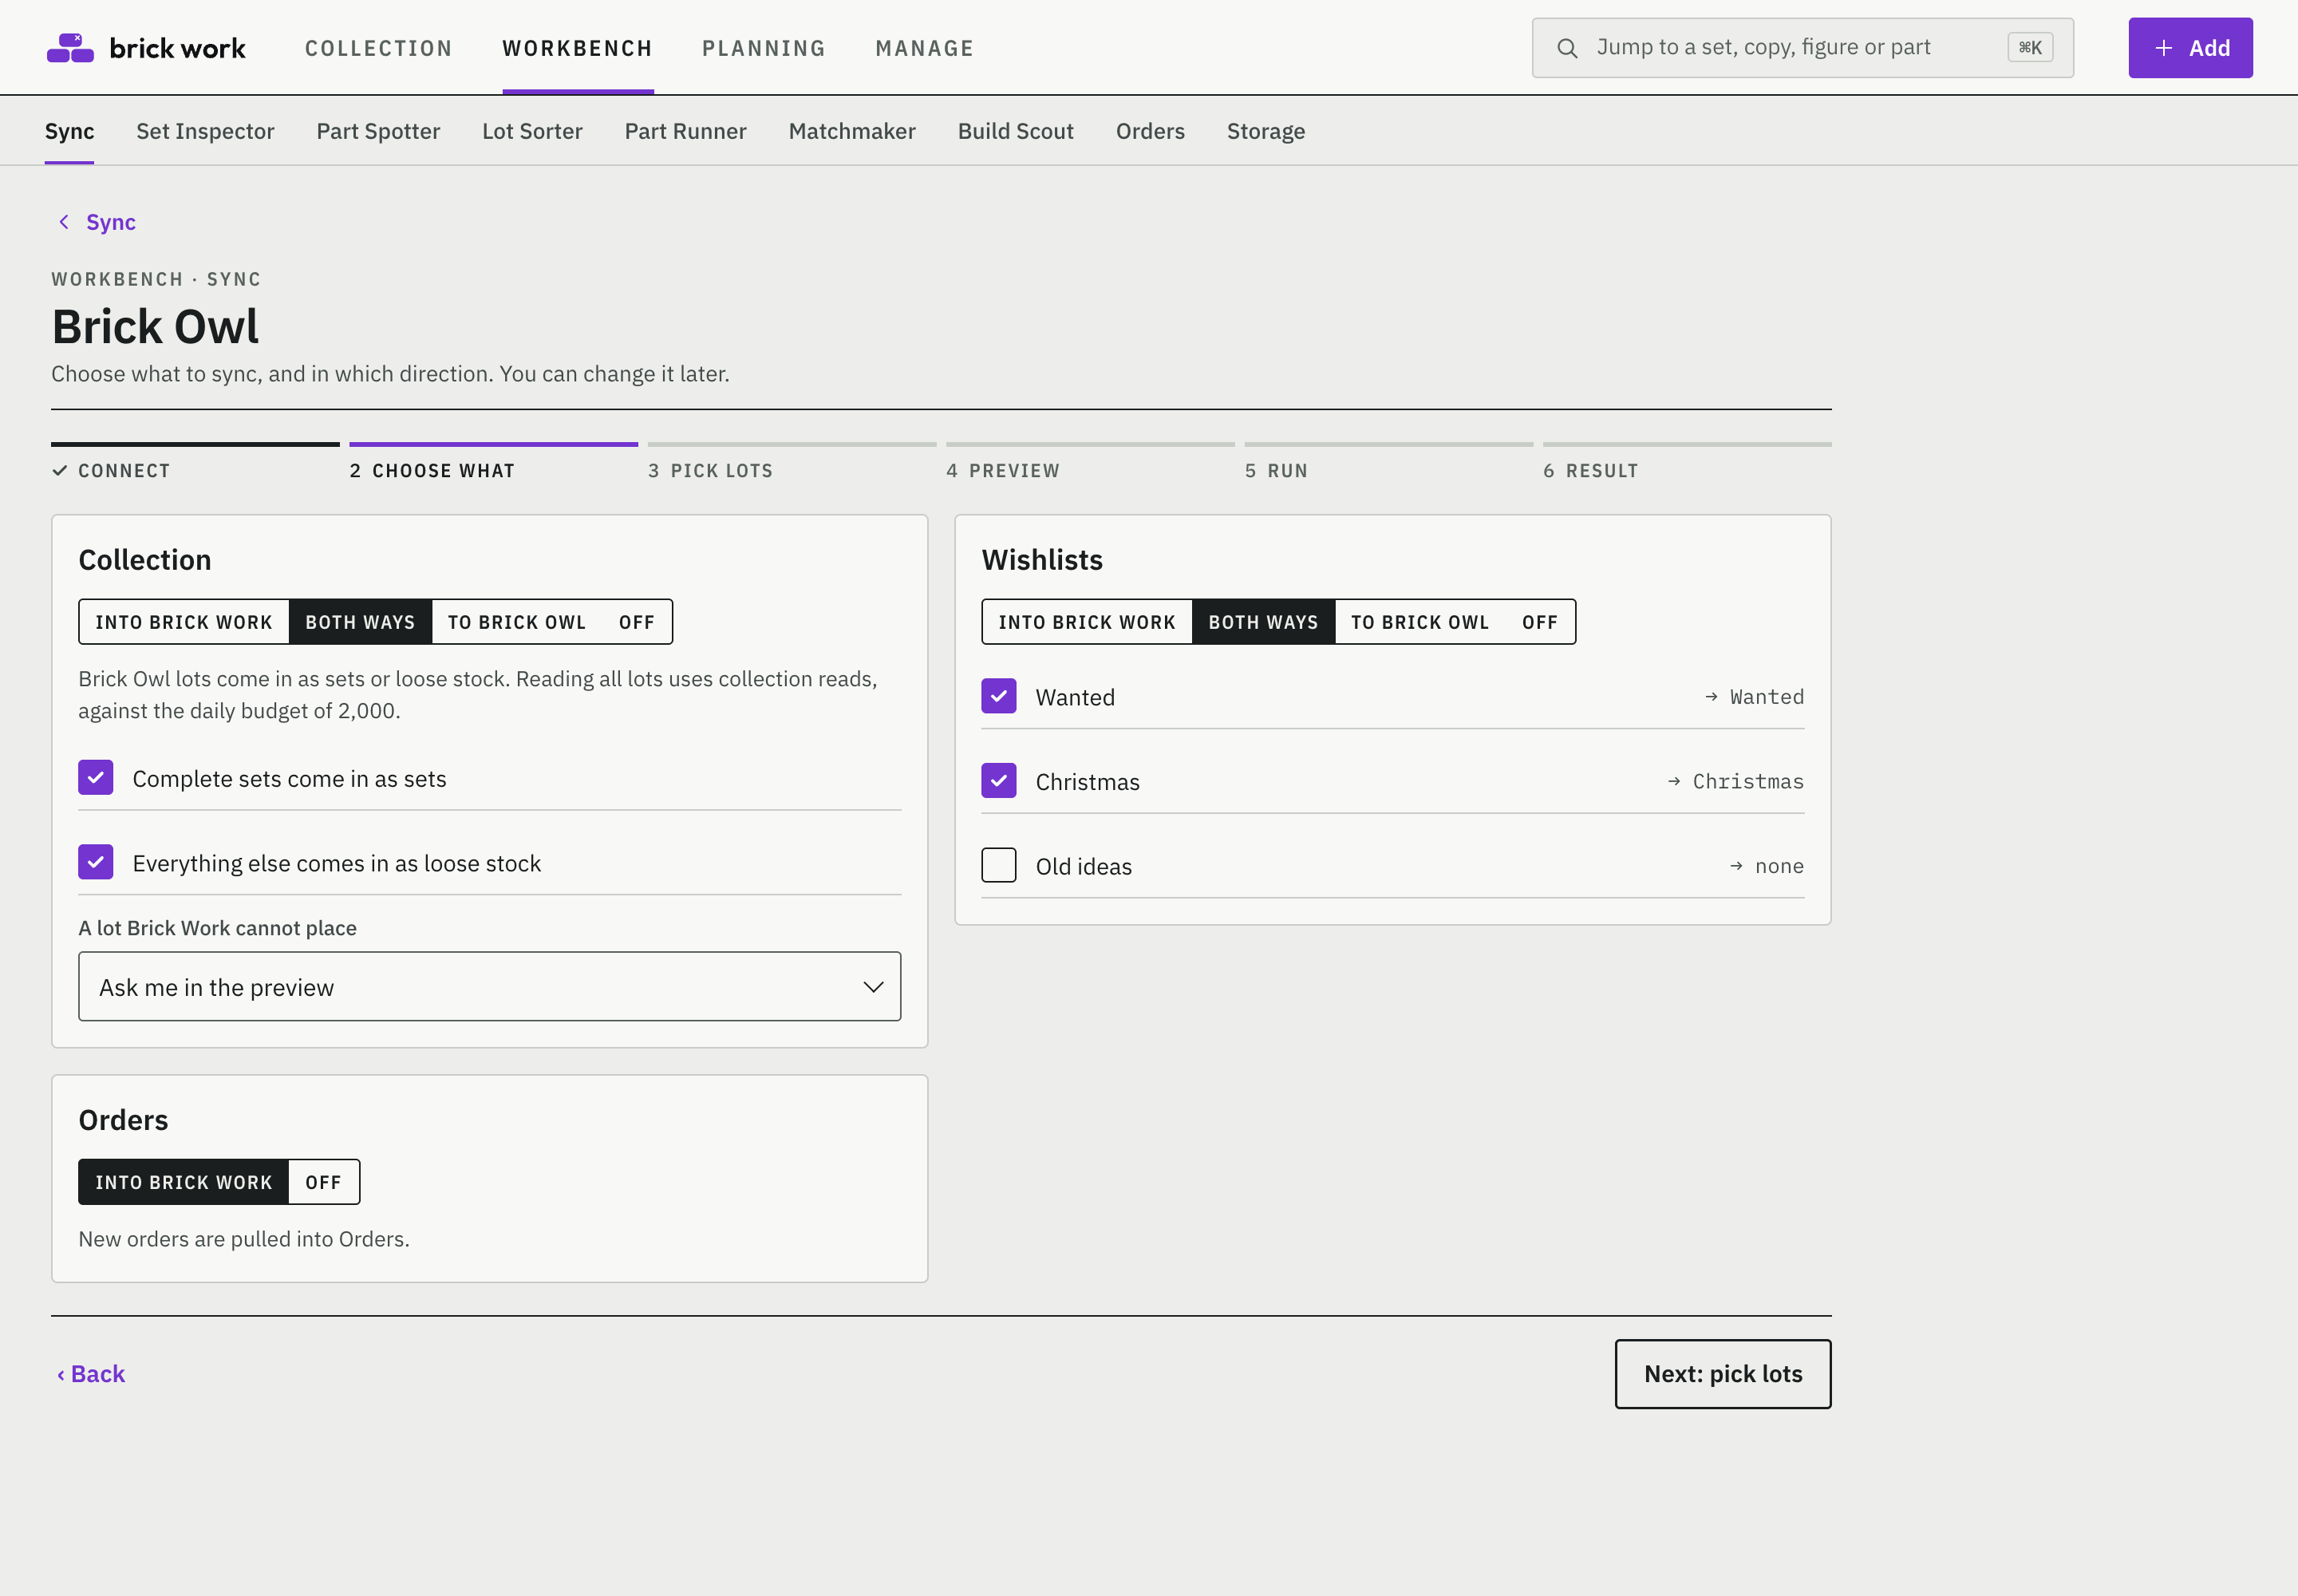 brick work
COLLECTION
WORKBENCH
PLANNING
MANAGE
Jump to a set, copy, figure or part
⌘K
+ Add
Sync
Set Inspector
Part Spotter
Lot Sorter
Part Runner
Matchmaker
Build Scout
Orders
Storage
Sync
WORKBENCH · SYNC
Brick Owl
Choose what to sync, and in which direction. You can change it later.
CONNECT
2 CHOOSE WHAT
3 PICK LOTS
4 PREVIEW
5 RUN
6 RESULT
Collection
INTO BRICK WORK
BOTH WAYS
TO BRICK OWL
OFF
Brick Owl lots come in as sets or loose stock. Reading all lots uses collection reads,
against the daily budget of 2,000.
Complete sets come in as sets
Everything else comes in as loose stock
A lot Brick Work cannot place
Ask me in the preview
Wishlists
INTO BRICK WORK
BOTH WAYS
TO BRICK OWL
OFF
Wanted
→ Wanted
Christmas
→ Christmas
Old ideas
→ none
Orders
INTO BRICK WORK
OFF
New orders are pulled into Orders.
‹ Back
Next: pick lots